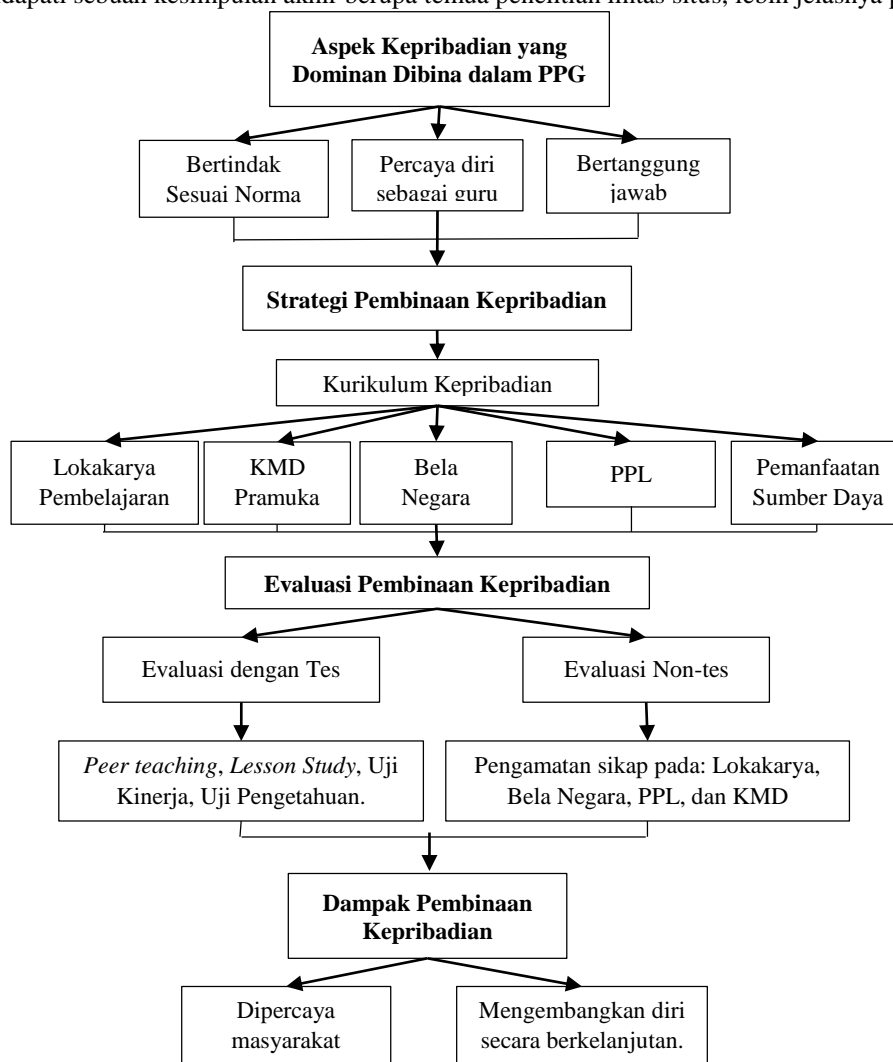 sebuah kesimpulan akhir berupa temua penelitian lintas situs, lebih jelasnya
Aspek Kepribadian yang
Dominan Dibina dalam PPG
Bertindak
Sesuai Norma
Percaya diri
sebagai guru
Bertanggung
jawab
Strategi Pembinaan Kepribadian
Kurikulum Kepribadian
Lokakarya
Pembelajaran
KMD
Pramuka
Bela
Negara
PPL
Pemanfaatan
Sumber Daya
Evaluasi Pembinaan Kepribadian
Evaluasi dengan Tes
Evaluasi Non-tes
Peer teaching, Lesson Study, Uji
Kinerja, Uji Pengetahuan.
Pengamatan sikap pada: Lokakarya,
Bela Negara, PPL, dan KMD
Dampak Pembinaan
Kepribadian
Dipercaya
masyarakat
Mengembangkan diri
secara berkelanjutan.